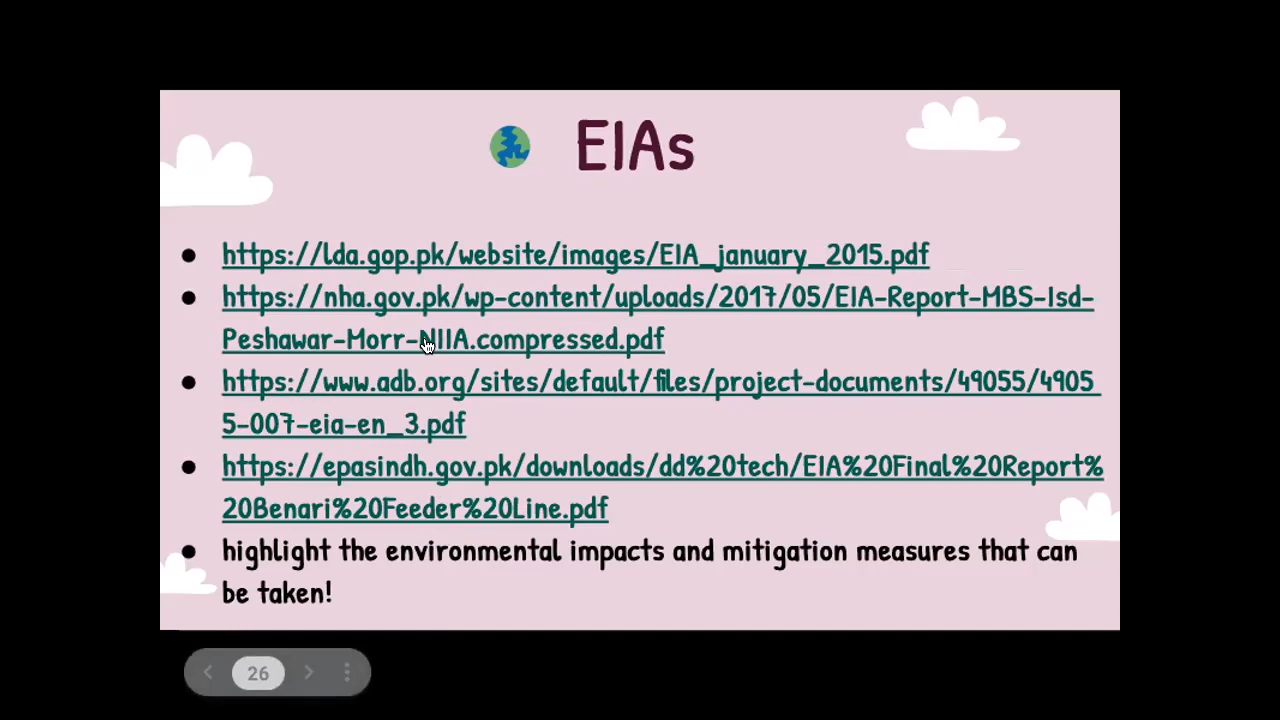 EIAs
● https://lda.gop.pk/website/images/EIA_january_2015.pdf
● https://nha.gov.pk/wp-content/uploads/2017/05/EIA-Report-MBS-Isd-
Peshawar-Morr-NIIA.compressed.pdf
● https://www.adb.org/sites/default/files/project-documents/49055/4905
5-007-eia-en_3.pdf
● https://epasindh.gov.pk/downloads/dd%20tech/EIA%20Final%20Report%
20Benari%20Feeder%20Line.pdf
● highlight the environmental impacts and mitigation measures that can
be taken!
26